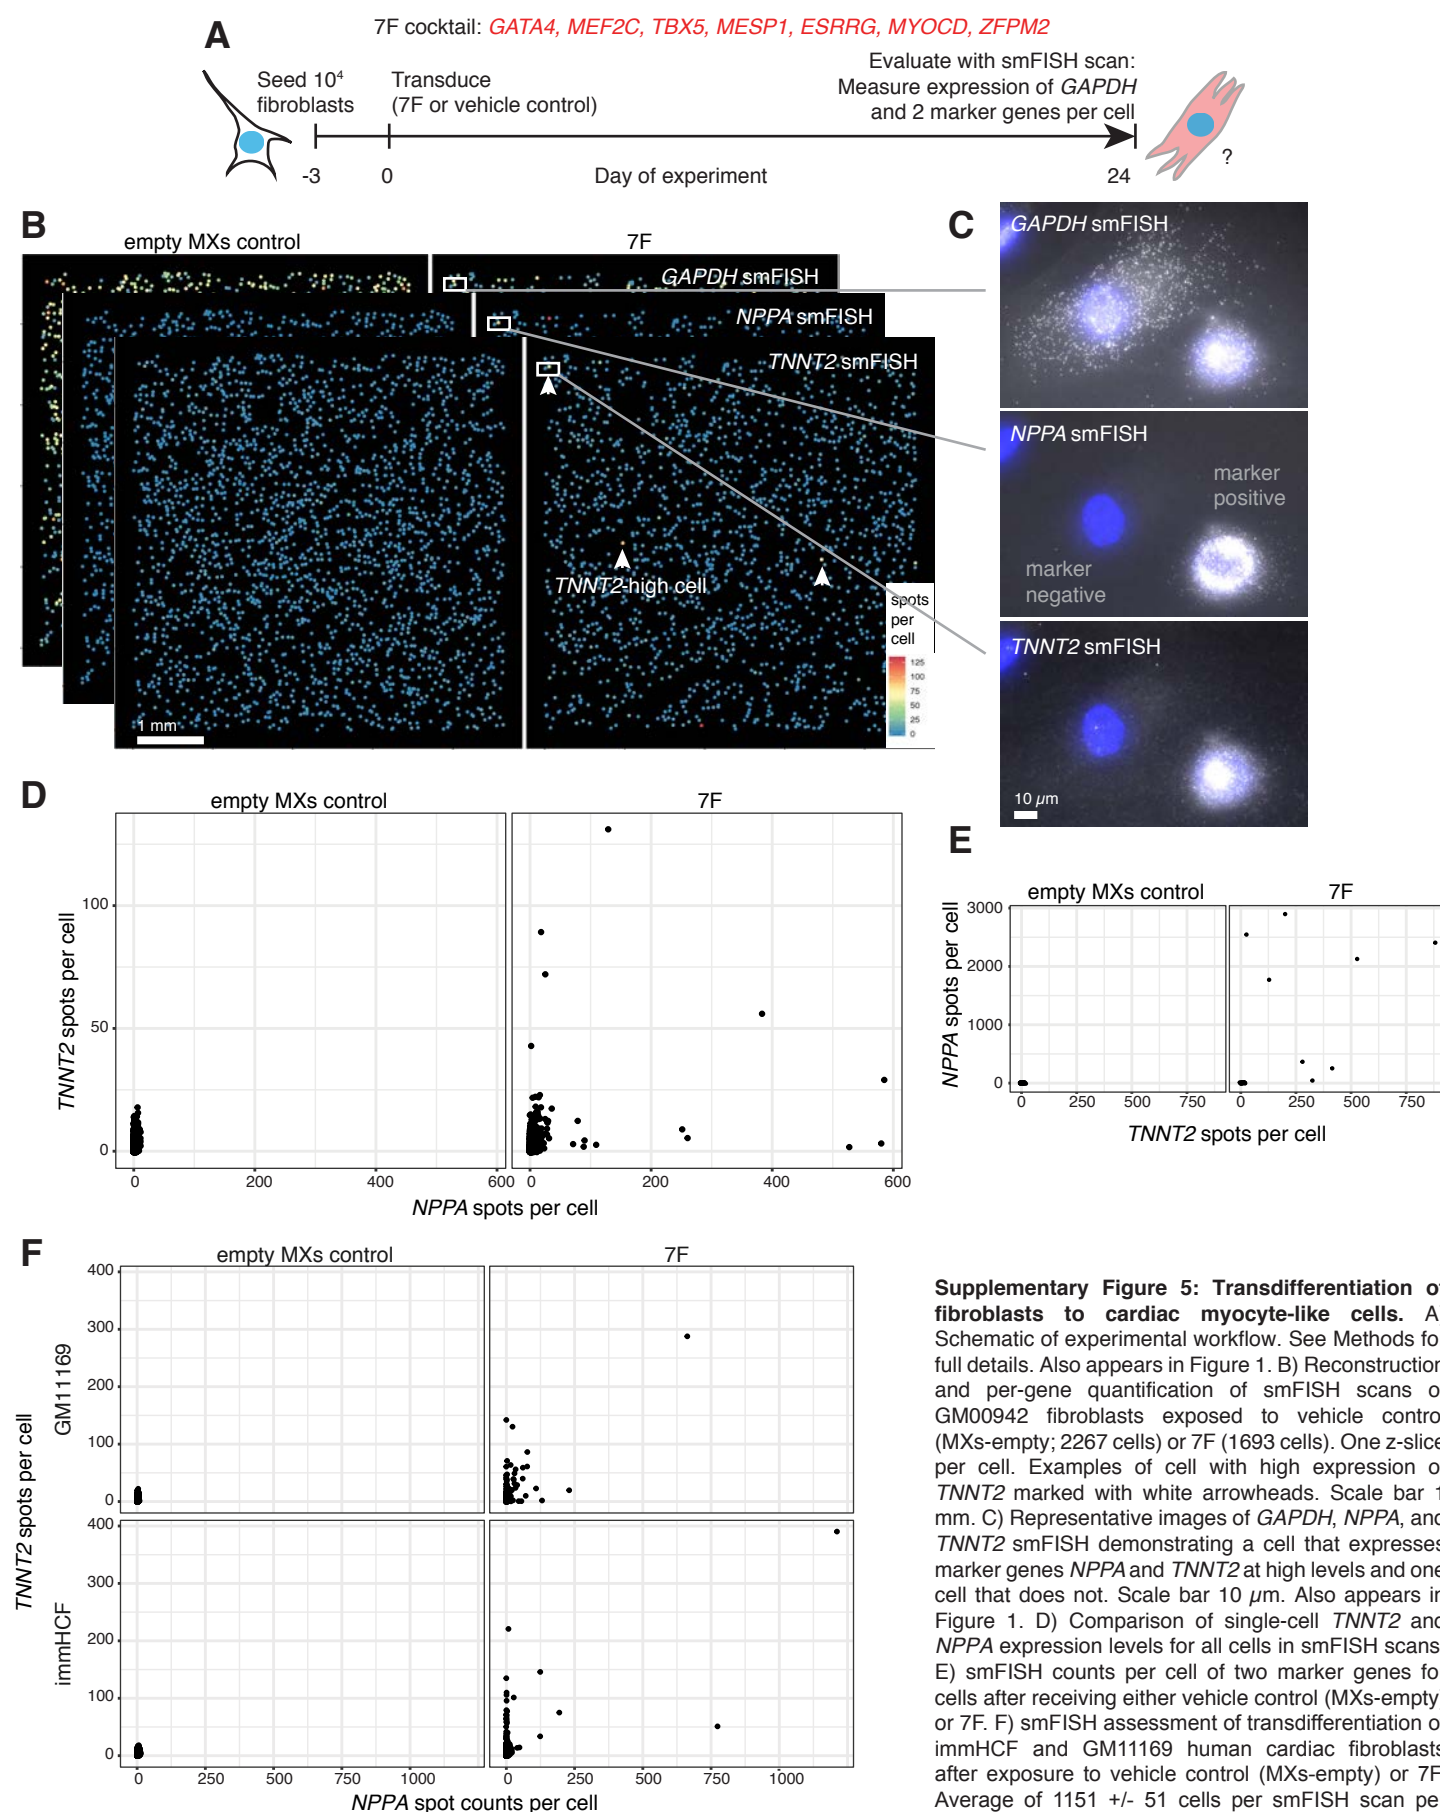 A
7F cocktail: GATA4, MEF2C, TBX5, MESP1, ESRRG, MYOCD, ZFPM2
Seed 10⁴
fibroblasts
Transduce
(7F or vehicle control)
Evaluate with smFISH scan:
Measure expression of GAPDH
and 2 marker genes per cell
-3
0
Day of experiment
24
?
B
empty MXs control
7F
GAPDH smFISH
NPPA smFISH
TNNT2 smFISH
TNNT2-high cell
1 mm
spots
per
cell
125
100
75
50
25
0
C
GAPDH smFISH
NPPA smFISH
marker
positive
marker
negative
TNNT2 smFISH
10 µm
D
empty MXs control
7F
TNNT2 spots per cell
100
50
0
0
200
400
600
0
200
400
600
NPPA spots per cell
E
empty MXs control
7F
NPPA spots per cell
3000
2000
1000
0
0
250
500
750
0
250
500
750
TNNT2 spots per cell
F
empty MXs control
7F
TNNT2 spots per cell
GM11169
400
300
200
100
0
immHCF
400
300
200
100
0
0
250
500
750
1000
0
250
500
750
1000
NPPA spot counts per cell
Supplementary Figure 5: Transdifferentiation of
fibroblasts to cardiac myocyte-like cells. A)
Schematic of experimental workflow. See Methods for
full details. Also appears in Figure 1. B) Reconstruction
and per-gene quantification of smFISH scans of
GM00942 fibroblasts exposed to vehicle control
(MXs-empty; 2267 cells) or 7F (1693 cells). One z-slice
per cell. Examples of cell with high expression of
TNNT2 marked with white arrowheads. Scale bar 1
mm. C) Representative images of GAPDH, NPPA, and
TNNT2 smFISH demonstrating a cell that expresses
marker genes NPPA and TNNT2 at high levels and one
cell that does not. Scale bar 10 µm. Also appears in
Figure 1. D) Comparison of single-cell TNNT2 and
NPPA expression levels for all cells in smFISH scans.
E) smFISH counts per cell of two marker genes for
cells after receiving either vehicle control (MXs-empty)
or 7F. F) smFISH assessment of transdifferentiation of
immHCF and GM11169 human cardiac fibroblasts
after exposure to vehicle control (MXs-empty) or 7F.
Average of 1151 +/- 51 cells per smFISH scan per